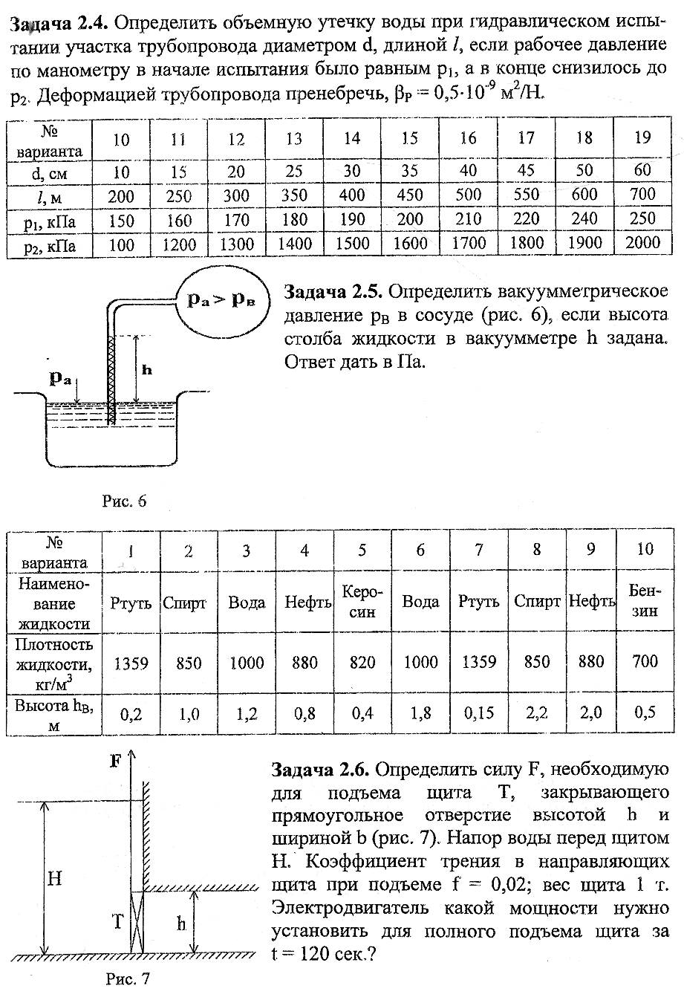 Задача 2.4. Определить объемную утечку воды при гидравлическом испы-
тании участка трубопровода диаметром d, длиной l, если рабочее давление
по манометру в начале испытания было равным p₁, а в конце снизилось до
p₂. Деформацией трубопровода пренебречь, βₚ = 0,5·10⁻⁹ м²/Н.
№ варианта 10 11 12 13 14 15 16 17 18 19
d, см 10 15 20 25 30 35 40 45 50 60
l, м 200 250 300 350 400 450 500 550 600 700
p₁, кПа 150 160 170 180 190 200 210 220 240 250
p₂, кПа 100 1200 1300 1400 1500 1600 1700 1800 1900 2000
pₐ > pв
h
pₐ
Рис. 6
Задача 2.5. Определить вакуумметрическое
давление pВ в сосуде (рис. 6), если высота
столба жидкости в вакуумметре h задана.
Ответ дать в Па.
№ варианта 1 2 3 4 5 6 7 8 9 10
Наимено-
вание
жидкости Ртуть Спирт Вода Нефть Керо-
син Вода Ртуть Спирт Нефть Бен-
зин
Плотность
жидкости,
кг/м³ 1359 850 1000 880 820 1000 1359 850 880 700
Высота hВ,
м 0,2 1,0 1,2 0,8 0,4 1,8 0,15 2,2 2,0 0,5
F
H
T
h
Рис. 7
Задача 2.6. Определить силу F, необходимую
для подъема щита Т, закрывающего
прямоугольное отверстие высотой h и
шириной b (рис. 7). Напор воды перед щитом
Н. Коэффициент трения в направляющих
щита при подъеме f = 0,02; вес щита 1 т.
Электродвигатель какой мощности нужно
установить для полного подъема щита за
t = 120 сек.?